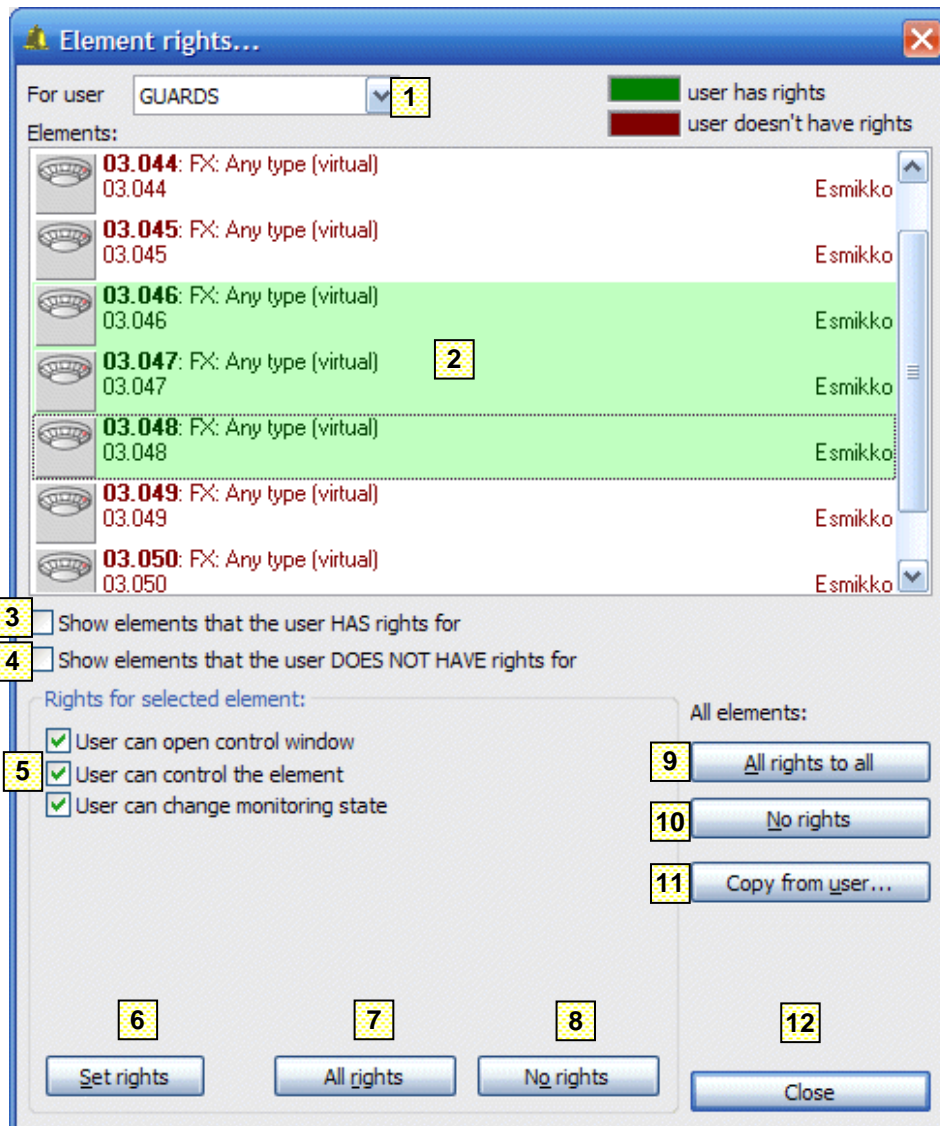 Element rights...
For user GUARDS 1 user has rights
user doesn't have rights
Elements:
03.044: FX: Any type (virtual)
03.044 Esmikko
03.045: FX: Any type (virtual)
03.045 Esmikko
03.046: FX: Any type (virtual)
03.046 Esmikko
03.047: FX: Any type (virtual)
2
03.047 Esmikko
03.048: FX: Any type (virtual)
03.048 Esmikko
03.049: FX: Any type (virtual)
03.049 Esmikko
03.050: FX: Any type (virtual)
03.050 Esmikko
3 Show elements that the user HAS rights for
4 Show elements that the user DOES NOT HAVE rights for
Rights for selected element:
User can open control window
5 User can control the element
User can change monitoring state
All elements:
9 All rights to all
10 No rights
11 Copy from user...
6 7 8 12
Set rights All rights No rights Close